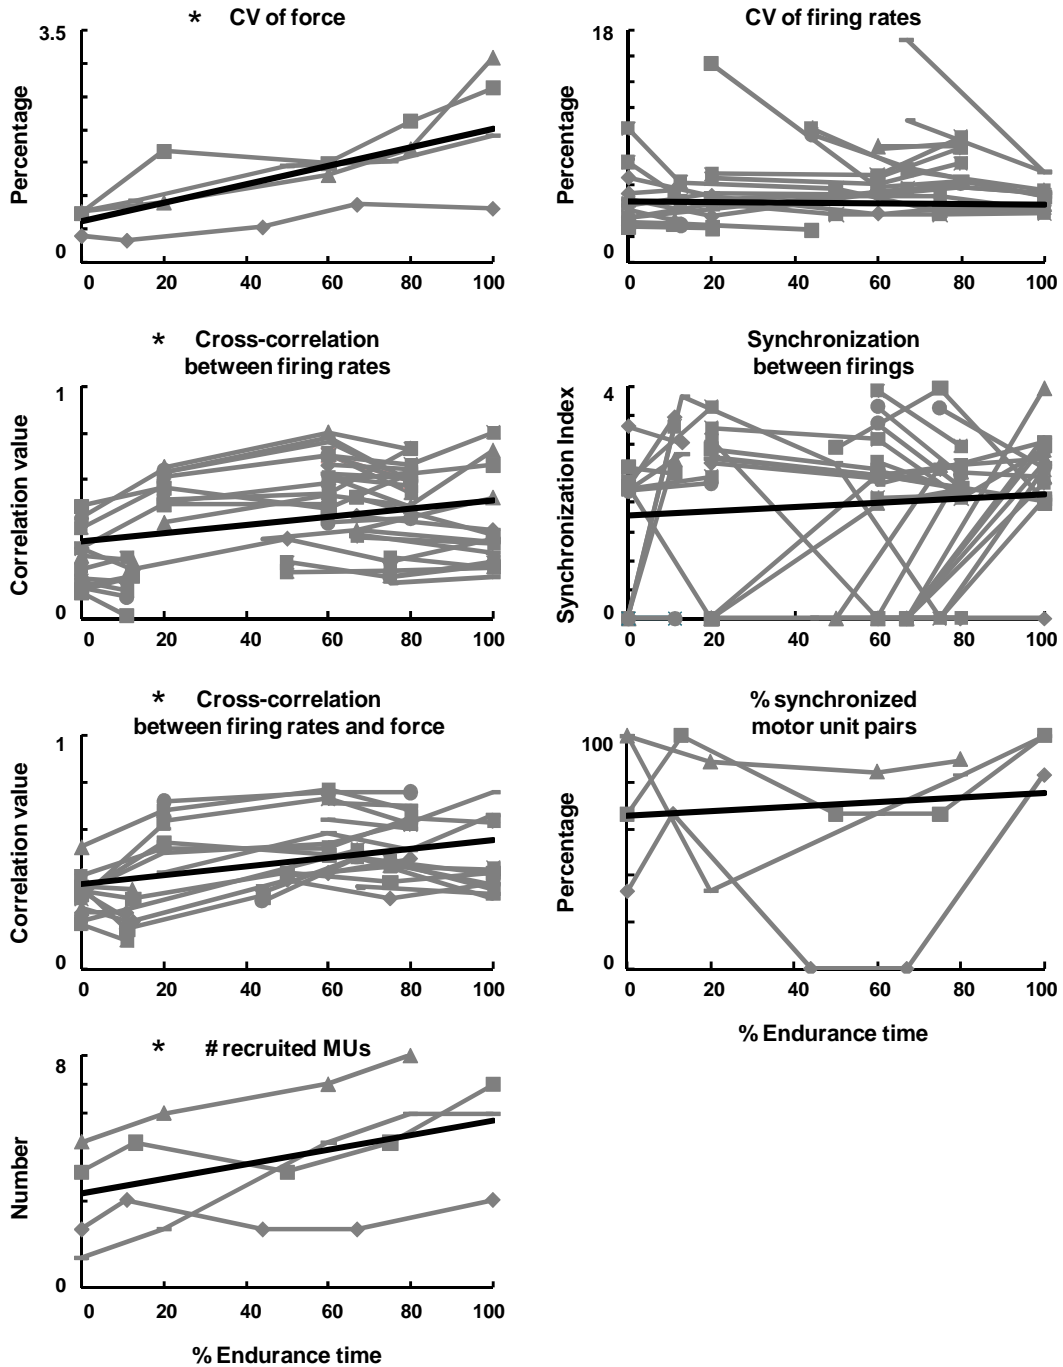 * CV of force
3.5
Percentage
0
0 20 40 60 80 100
CV of firing rates
18
Percentage
0
0 20 40 60 80 100
* Cross-correlation
between firing rates
1
Correlation value
0
0 20 40 60 80 100
Synchronization
between firings
4
Synchronization Index
0
0 20 40 60 80 100
* Cross-correlation
between firing rates and force
1
Correlation value
0
0 20 40 60 80 100
% synchronized
motor unit pairs
100
Percentage
0
0 20 40 60 80 100
% Endurance time
* # recruited MUs
8
Number
0
0 20 40 60 80 100
% Endurance time